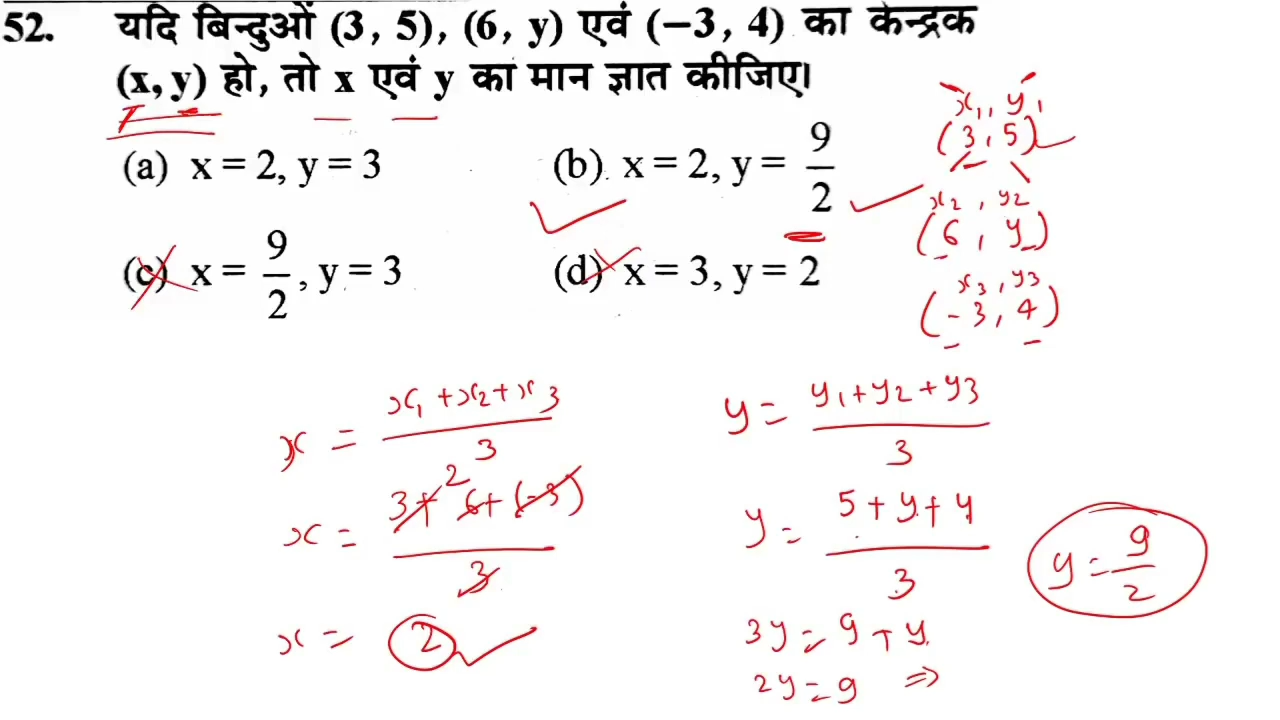 52. यदि बिन्दुओं (3, 5), (6, y) एवं (−3, 4) का केन्द्रक
(x, y) हो, तो x एवं y का मान ज्ञात कीजिए।
(a) x = 2, y = 3
(b) x = 2, y = 9/2
(c) x = 9/2, y = 3
(d) x = 3, y = 2
x₁, y₁
(3, 5)
x₂, y₂
(6, y)
x₃, y₃
(-3, 4)
x = (x₁ + x₂ + x₃)/3
x = (3 + 6 + (-3))/3
2
x = 2
y = (y₁ + y₂ + y₃)/3
y = (5 + y + 4)/3
3y = 9 + y
2y = 9 ⇒
y = 9/2